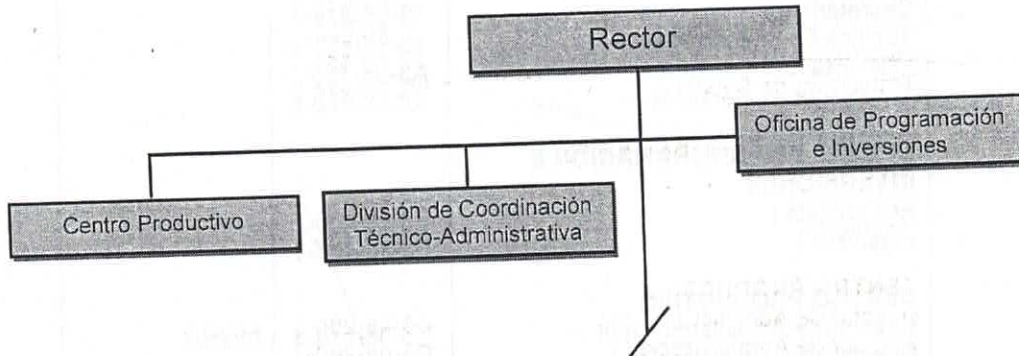 Rector
Oficina de Programación
e Inversiones
Centro Productivo
División de Coordinación
Técnico-Administrativa